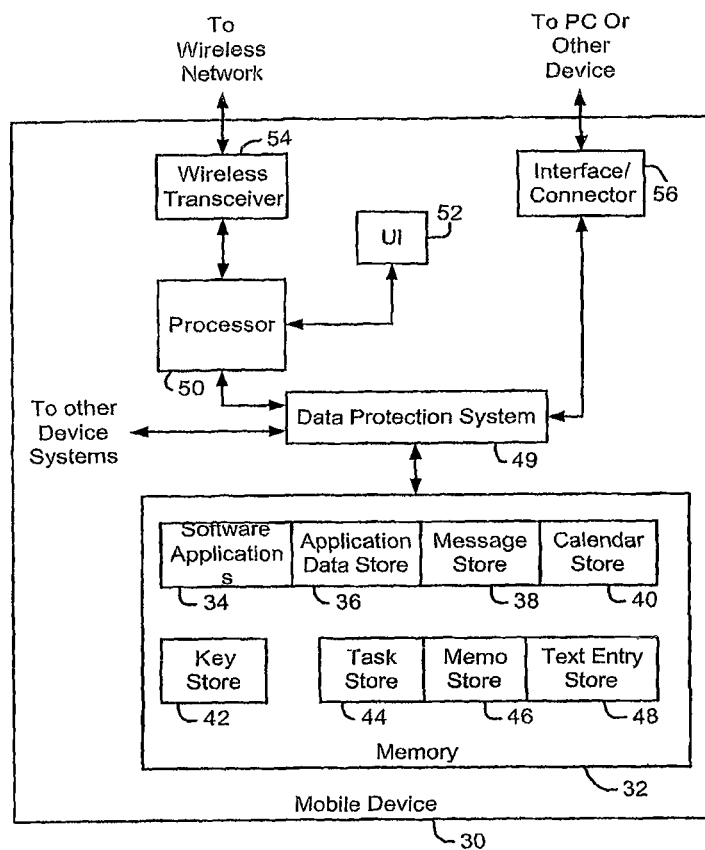 To
Wireless
Network
To PC Or
Other
Device
54
Wireless
Transceiver
Interface/
Connector
56
52
UI
Processor
50
To other
Device
Systems
Data Protection System
49
Software
Application
s
34
Application
Data Store
36
Message
Store
38
Calendar
Store
40
Key
Store
42
Task
Store
44
Memo
Store
46
Text Entry
Store
48
Memory
32
Mobile Device
30